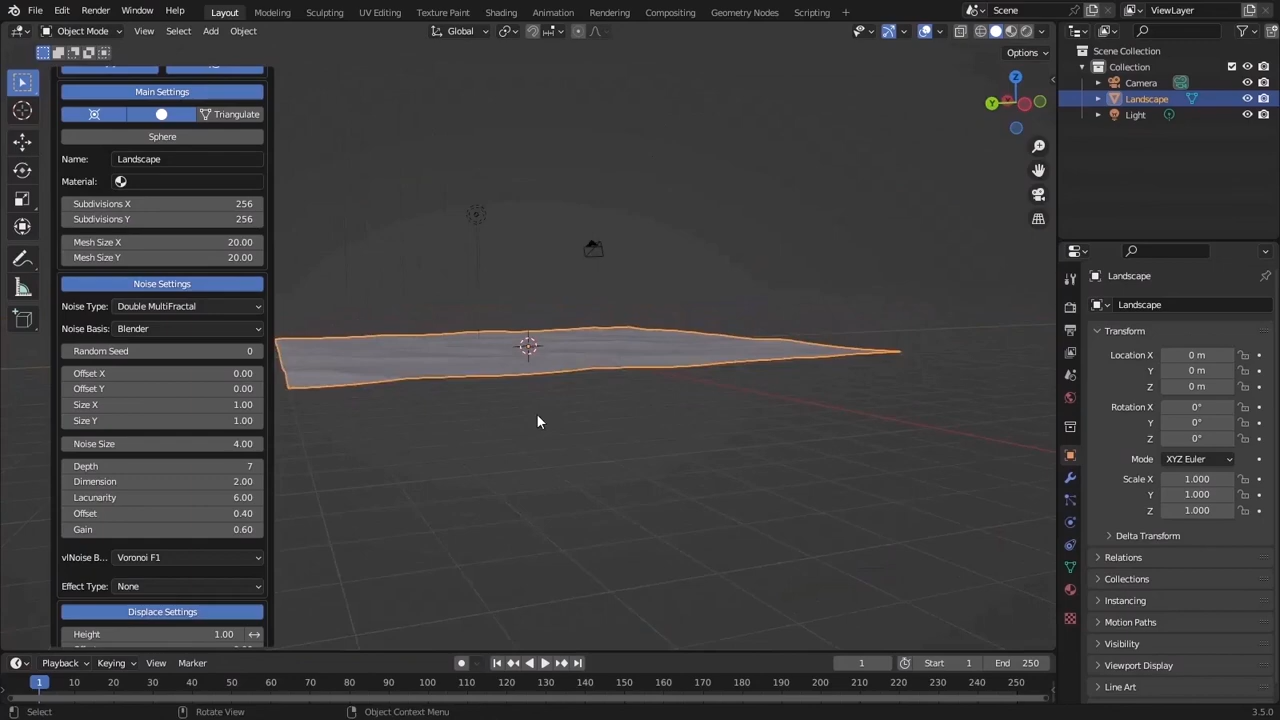 File Edit Render Window Help Layout Modeling Sculpting UV Editing Texture Paint Shading Animation Rendering Compositing Geometry Nodes Scripting + Scene ViewLayer
Object Mode View Select Add Object Global
Options
Scene Collection
Collection
Camera
Landscape
Light
Main Settings
Triangulate
Sphere
Name: Landscape
Material:
Subdivisions X 256
Subdivisions Y 256
Mesh Size X 20.00
Mesh Size Y 20.00
Noise Settings
Noise Type: Double MultiFractal
Noise Basis: Blender
Random Seed 0
Offset X 0.00
Offset Y 0.00
Size X 1.00
Size Y 1.00
Noise Size 4.00
Depth 7
Dimension 2.00
Lacunarity 6.00
Offset 0.40
Gain 0.60
vlNoise B... Voronoi F1
Effect Type: None
Displace Settings
Height 1.00
Z
Y
Landscape
Landscape
Transform
Location X 0 m
Y 0 m
Z 0 m
Rotation X 0°
Y 0°
Z 0°
Mode XYZ Euler
Scale X 1.000
Y 1.000
Z 1.000
Delta Transform
Relations
Collections
Instancing
Motion Paths
Visibility
Viewport Display
Line Art
Playback Keying View Marker 1 Start 1 End 250
1 10 20 30 40 50 60 70 80 90 100 110 120 130 140 150 160 170 180 190 200 210 220 230 240 250
Select Rotate View Object Context Menu 3.5.0